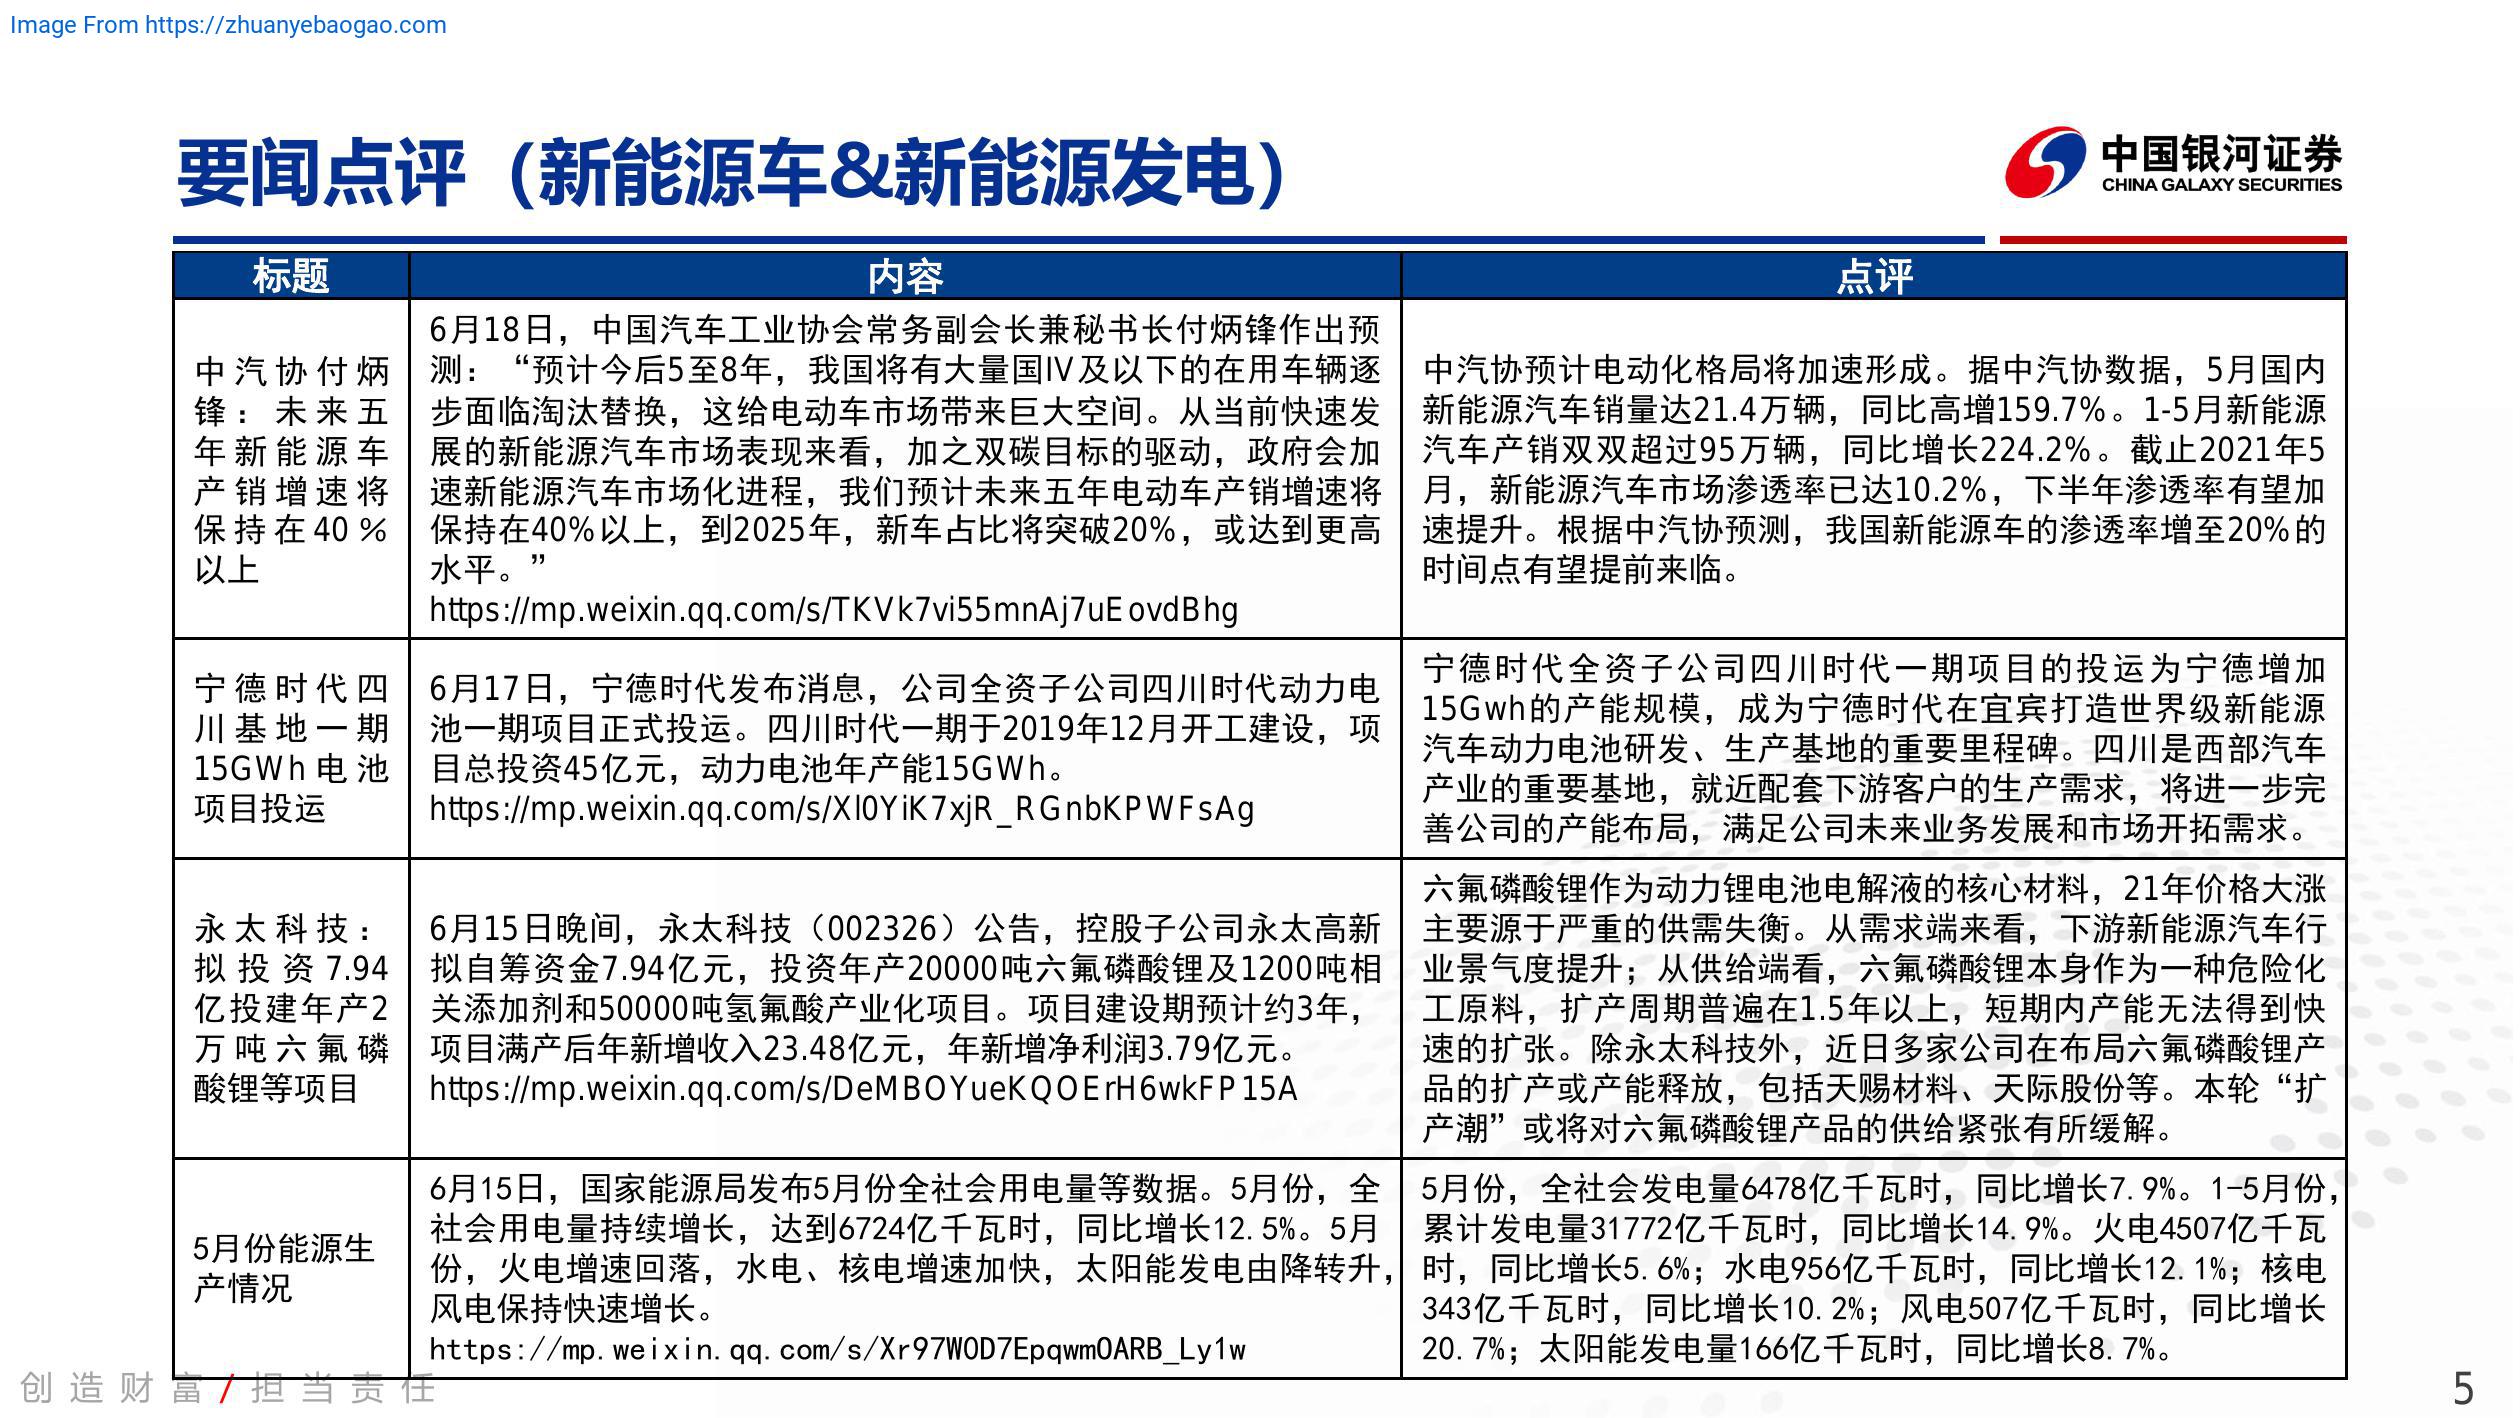 Image From https://zhuanyebaogao.com
要闻点评（新能源车&新能源发电）
中国银河证券
CHINA GALAXY SECURITIES
标题
内容
点评
中汽协付炳
锋：未来五
年新能源车
产销增速将
保持在40％
以上
6月18日，中国汽车工业协会常务副会长兼秘书长付炳锋作出预
测：“预计今后5至8年，我国将有大量国IV及以下的在用车辆逐
步面临淘汰替换，这给电动车市场带来巨大空间。从当前快速发
展的新能源汽车市场表现来看，加之双碳目标的驱动，政府会加
速新能源汽车市场化进程，我们预计未来五年电动车产销增速将
保持在40%以上，到2025年，新车占比将突破20%，或达到更高
水平。”
https://mp.weixin.qq.com/s/TKVk7vi55mnAj7uEovdBhg
中汽协预计电动化格局将加速形成。据中汽协数据，5月国内
新能源汽车销量达21.4万辆，同比高增159.7%。1-5月新能源
汽车产销双双超过95万辆，同比增长224.2%。截止2021年5
月，新能源汽车市场渗透率已达10.2%，下半年渗透率有望加
速提升。根据中汽协预测，我国新能源车的渗透率增至20%的
时间点有望提前来临。
宁德时代四
川基地一期
15GWh电池
项目投运
6月17日，宁德时代发布消息，公司全资子公司四川时代动力电
池一期项目正式投运。四川时代一期于2019年12月开工建设，项
目总投资45亿元，动力电池年产能15GWh。
https://mp.weixin.qq.com/s/Xl0YiK7xjR_RGnbKPWFsAg
宁德时代全资子公司四川时代一期项目的投运为宁德增加
15Gwh的产能规模，成为宁德时代在宜宾打造世界级新能源
汽车动力电池研发、生产基地的重要里程碑。四川是西部汽车
产业的重要基地，就近配套下游客户的生产需求，将进一步完
善公司的产能布局，满足公司未来业务发展和市场开拓需求。
永太科技：
拟投资7.94
亿投建年产2
万吨六氟磷
酸锂等项目
6月15日晚间，永太科技（002326）公告，控股子公司永太高新
拟自筹资金7.94亿元，投资年产20000吨六氟磷酸锂及1200吨相
关添加剂和50000吨氢氟酸产业化项目。项目建设期预计约3年，
项目满产后年新增收入23.48亿元，年新增净利润3.79亿元。
https://mp.weixin.qq.com/s/DeMBOYueKQOErH6wkFP15A
六氟磷酸锂作为动力锂电池电解液的核心材料，21年价格大涨
主要源于严重的供需失衡。从需求端来看，下游新能源汽车行
业景气度提升；从供给端看，六氟磷酸锂本身作为一种危险化
工原料，扩产周期普遍在1.5年以上，短期内产能无法得到快
速的扩张。除永太科技外，近日多家公司在布局六氟磷酸锂产
品的扩产或产能释放，包括天赐材料、天际股份等。本轮“扩
产潮”或将对六氟磷酸锂产品的供给紧张有所缓解。
5月份能源生
产情况
6月15日，国家能源局发布5月份全社会用电量等数据。5月份，全
社会用电量持续增长，达到6724亿千瓦时，同比增长12.5%。5月
份，火电增速回落，水电、核电增速加快，太阳能发电由降转升，
风电保持快速增长。
https://mp.weixin.qq.com/s/Xr97W0D7EpqwmOARB_Ly1w
5月份，全社会发电量6478亿千瓦时，同比增长7.9%。1-5月份，
累计发电量31772亿千瓦时，同比增长14.9%。火电4507亿千瓦
时，同比增长5.6%；水电956亿千瓦时，同比增长12.1%；核电
343亿千瓦时，同比增长10.2%；风电507亿千瓦时，同比增长
20.7%；太阳能发电量166亿千瓦时，同比增长8.7%。
创造财富/担当责任
5